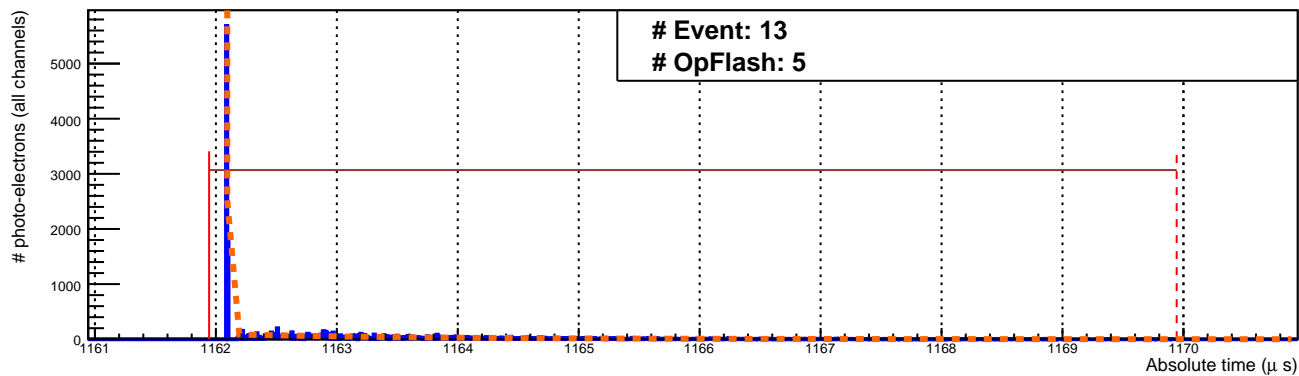 # Event: 13
# OpFlash: 5
# photo-electrons (all channels)
5000
4000
3000
2000
1000
0
1161 1162 1163 1164 1165 1166 1167 1168 1169 1170
Absolute time (μ s)